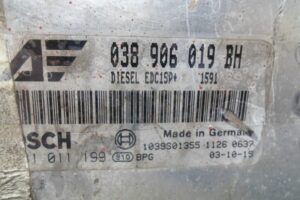 038 906 019 BH
DIESEL EDC15P+ 1591
SCH
Made in Germany
1039S01355 1126 0637
1 011 199 910 BPG 03-10-15